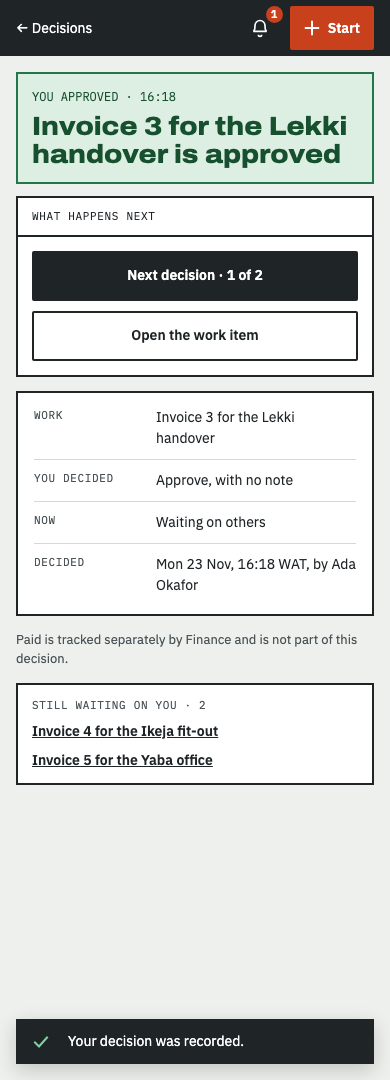 ← Decisions
1
Start
YOU APPROVED · 16:18
Invoice 3 for the Lekki
handover is approved
WHAT HAPPENS NEXT
Next decision · 1 of 2
Open the work item
WORK
Invoice 3 for the Lekki
handover
YOU DECIDED
Approve, with no note
NOW
Waiting on others
DECIDED
Mon 23 Nov, 16:18 WAT, by Ada
Okafor
Paid is tracked separately by Finance and is not part of this
decision.
STILL WAITING ON YOU · 2
Invoice 4 for the Ikeja fit-out
Invoice 5 for the Yaba office
Your decision was recorded.